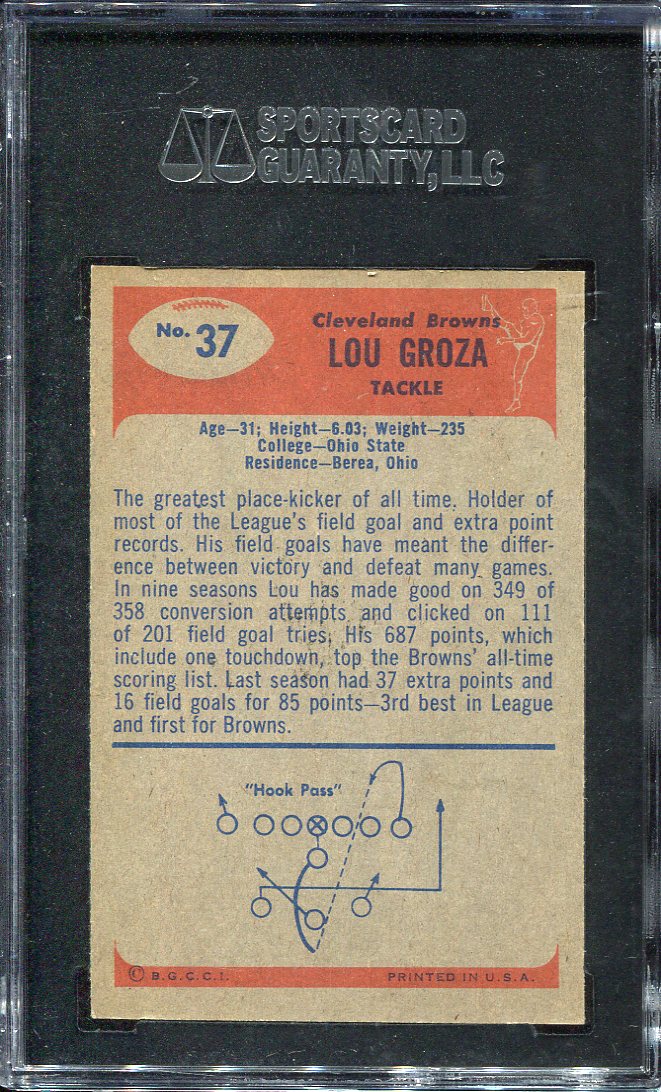 SPORTSCARD
GUARANTY, LLC
No. 37
Cleveland Browns
LOU GROZA
TACKLE
Age—31; Height—6.03; Weight—235
College—Ohio State
Residence—Berea, Ohio
The greatest place-kicker of all time. Holder of
most of the League's field goal and extra point
records. His field goals have meant the differ-
ence between victory and defeat many games.
In nine seasons Lou has made good on 349 of
358 conversion attempts and clicked on 111
of 201 field goal tries. His 687 points, which
include one touchdown, top the Browns' all-time
scoring list. Last season had 37 extra points and
16 field goals for 85 points—3rd best in League
and first for Browns.
"Hook Pass"
© B.G.C.C.I. PRINTED IN U.S.A.